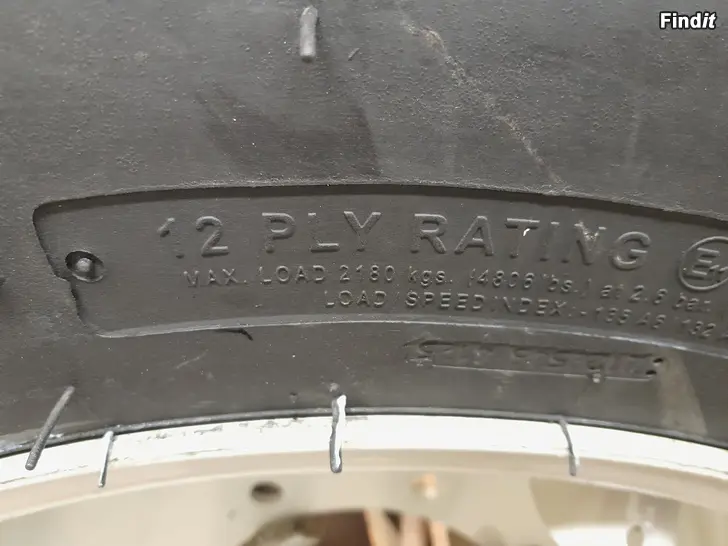 Findit
12 PLY RATING E
MAX. LOAD 2180 kgs. (4806 lbs.) at 2.8 bar
LOAD SPEED INDEX:-